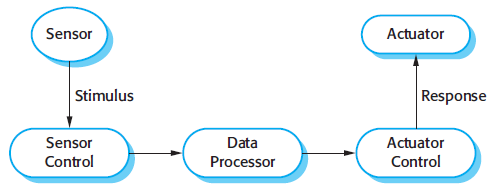 Sensor
Actuator
Stimulus
Response
Sensor
Control
Data
Processor
Actuator
Control